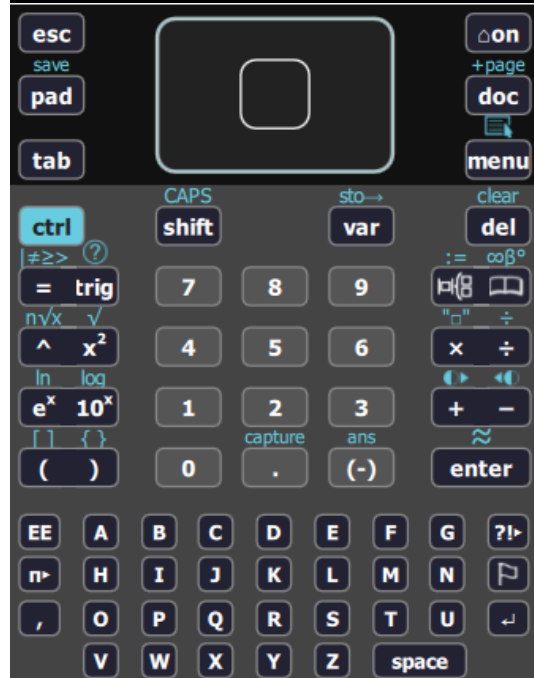 esc ⌂on
save +page
pad doc
tab menu
CAPS sto→ clear
ctrl shift var del
|≠≥> ? := ∞β°
= trig 7 8 9
n√x √ "□" ÷
^ x² 4 5 6 × ÷
ln log
eˣ 10ˣ 1 2 3 + −
[ ] { } capture ans ≈
( ) 0 . (-) enter
EE A B C D E F G ?!▸
π▸ H I J K L M N
, O P Q R S T U ↵
V W X Y Z space